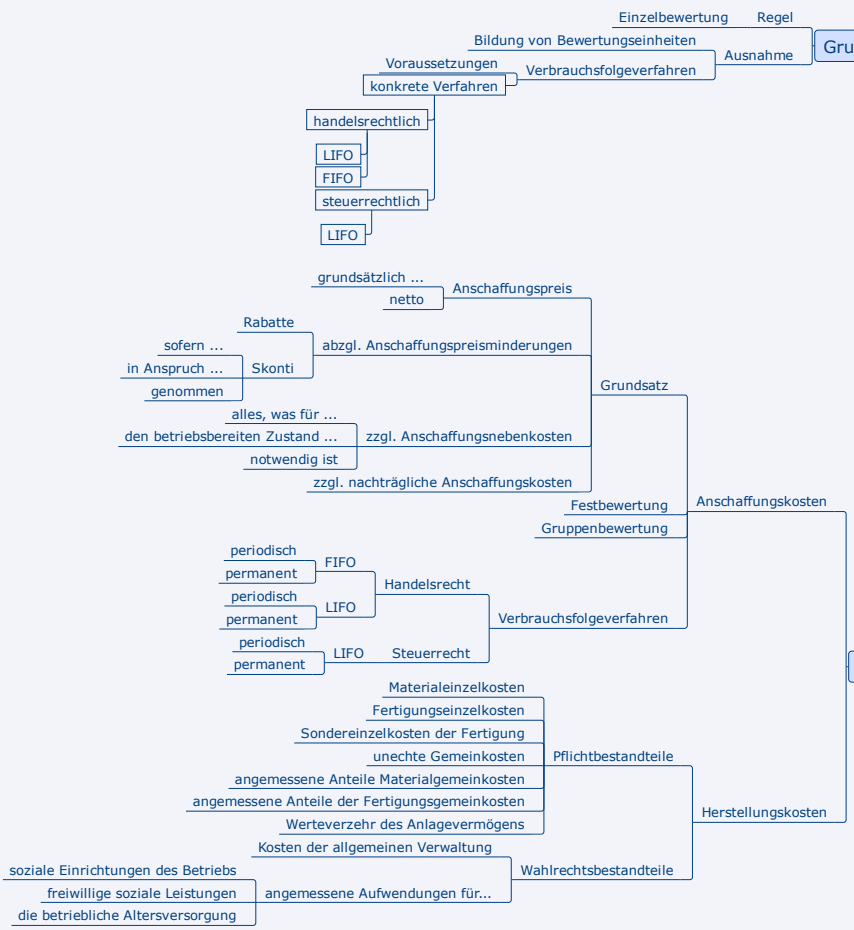 Einzelbewertung Regel
Gru
Bildung von Bewertungseinheiten
Ausnahme
Voraussetzungen
Verbrauchsfolgeverfahren
konkrete Verfahren
handelsrechtlich
LIFO
FIFO
steuerrechtlich
LIFO
grundsätzlich ...
Anschaffungspreis
netto
Rabatte
abzgl. Anschaffungspreisminderungen
sofern ...
in Anspruch ... Skonti
genommen
Grundsatz
alles, was für ...
den betriebsbereiten Zustand ... zzgl. Anschaffungsnebenkosten
notwendig ist
zzgl. nachträgliche Anschaffungskosten
Anschaffungskosten
Festbewertung
Gruppenbewertung
periodisch
FIFO
permanent
Handelsrecht
periodisch
LIFO
permanent
Verbrauchsfolgeverfahren
periodisch
LIFO Steuerrecht
permanent
Materialeinzelkosten
Fertigungseinzelkosten
Sondereinzelkosten der Fertigung
unechte Gemeinkosten Pflichtbestandteile
angemessene Anteile Materialgemeinkosten
angemessene Anteile der Fertigungsgemeinkosten
Werteverzehr des Anlagevermögens
Herstellungskosten
Kosten der allgemeinen Verwaltung
Wahlrechtsbestandteile
soziale Einrichtungen des Betriebs
freiwillige soziale Leistungen angemessene Aufwendungen für...
die betriebliche Altersversorgung